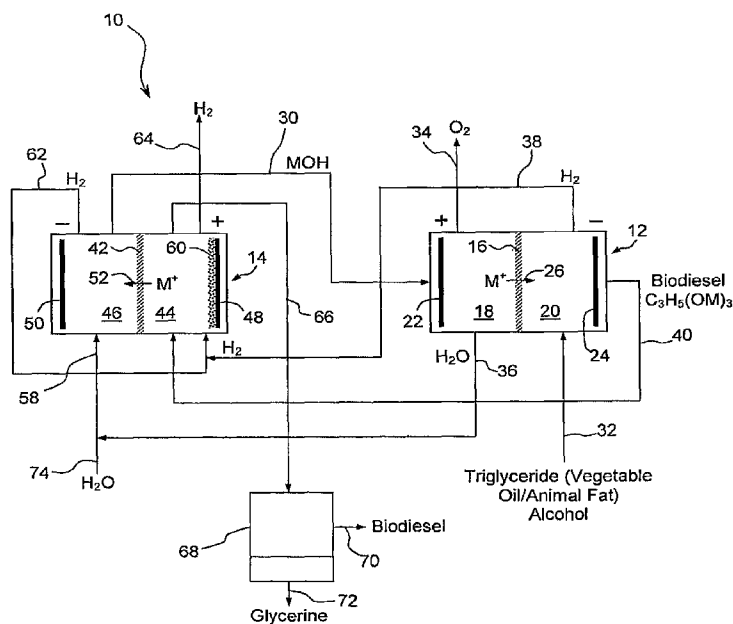 10
H₂
64
30
MOH
62
H₂
34
O₂
38
H₂
−
42
60
+
52
M⁺
14
50
46
44
48
+
16
−
12
M⁺
26
22
18
20
24
Biodiesel
C₃H₅(OM)₃
40
66
H₂
58
H₂O
36
74
H₂O
32
Triglyceride (Vegetable
Oil/Animal Fat)
Alcohol
68
Biodiesel
70
72
Glycerine